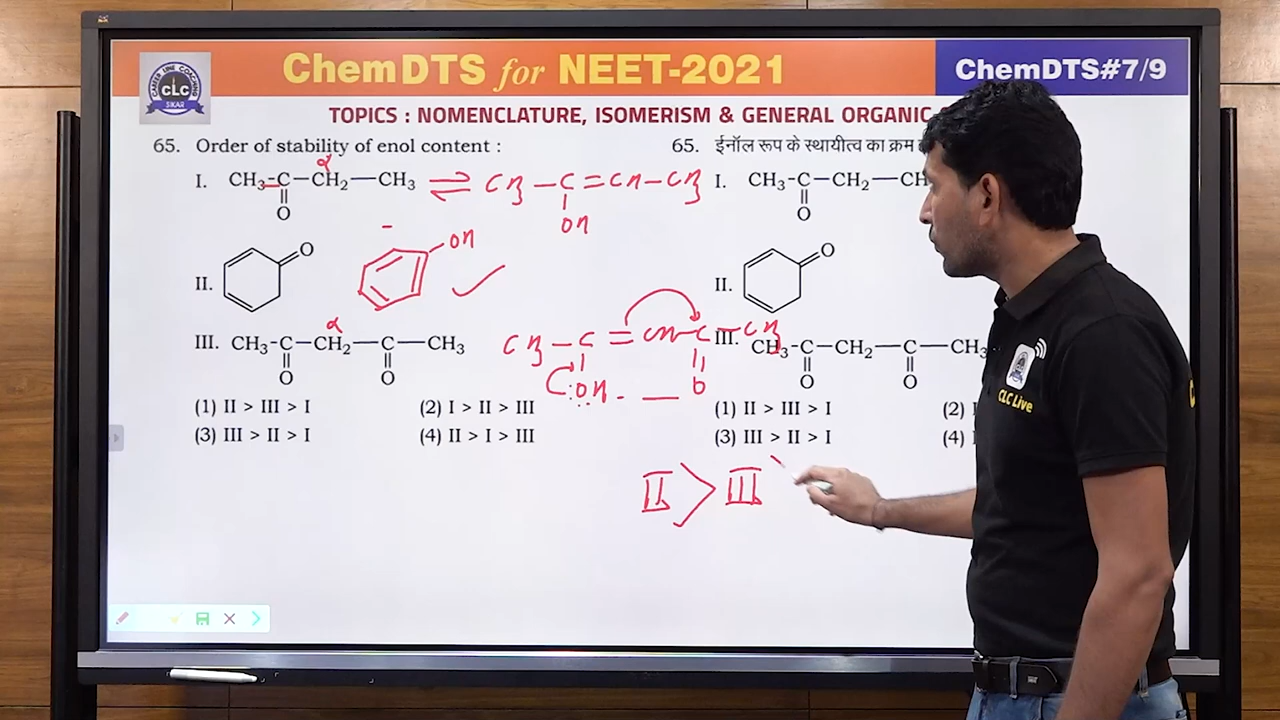 ChemDTS for NEET-2021
ChemDTS#7/9
CLC
SIKAR
TOPICS : NOMENCLATURE, ISOMERISM & GENERAL ORGANIC
65. Order of stability of enol content :
I. CH3-C-CH2-CH3
O
α
CH3-C=CH-CH3
OH
II.
O
OH
III. CH3-C-CH2-C-CH3
O O
α
CH3-C=CH-C-CH3
:OH O
(1) II > III > I (2) I > II > III
(3) III > II > I (4) II > I > III
II > III
65. ईनॉल रूप के स्थायीत्व का क्रम
I. CH3-C-CH2-CH
O
II.
O
III. CH3-C-CH2-C-CH3
O O
(1) II > III > I (2)
(3) III > II > I (4)
CLC Live